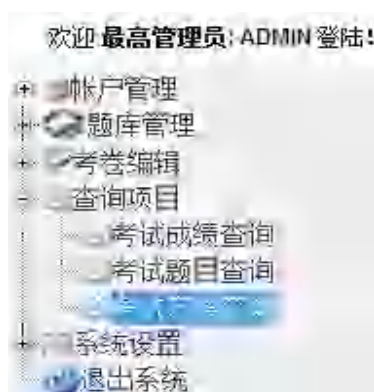 欢迎 最高管理员: ADMIN 登陆!
帐户管理
题库管理
考卷编辑
查询项目
考试成绩查询
考试题目查询
系统设置
退出系统